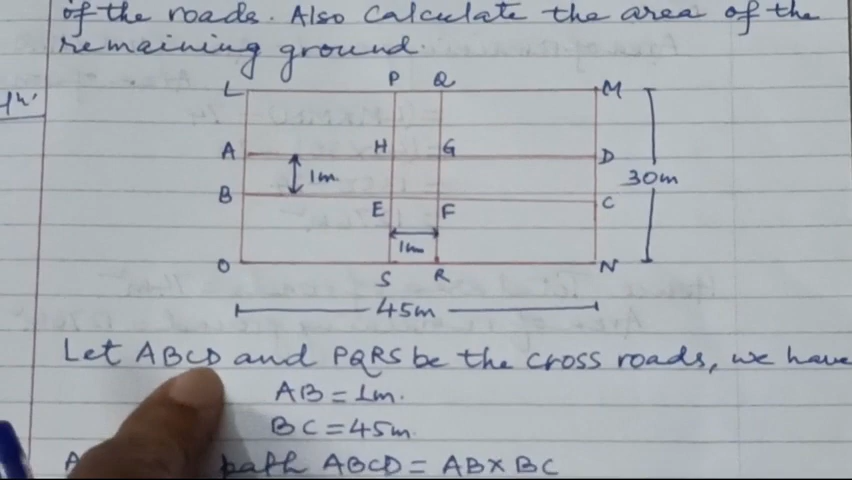 of the roads. Also Calculate the area of the
remaining ground.
P Q
L M
A H G D
1m 30m
B C
E F
1m
O N
S R
45m
Let ABCD and PQRS be the cross roads, we have
AB = 1m.
BC = 45m.
path ABCD = AB X BC